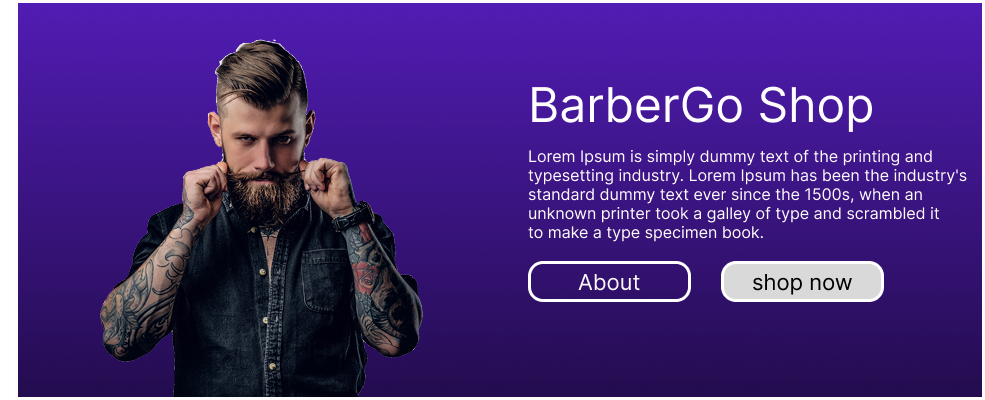 BarberGo Shop
Lorem Ipsum is simply dummy text of the printing and
typesetting industry. Lorem Ipsum has been the industry's
standard dummy text ever since the 1500s, when an
unknown printer took a galley of type and scrambled it
to make a type specimen book.
About
shop now